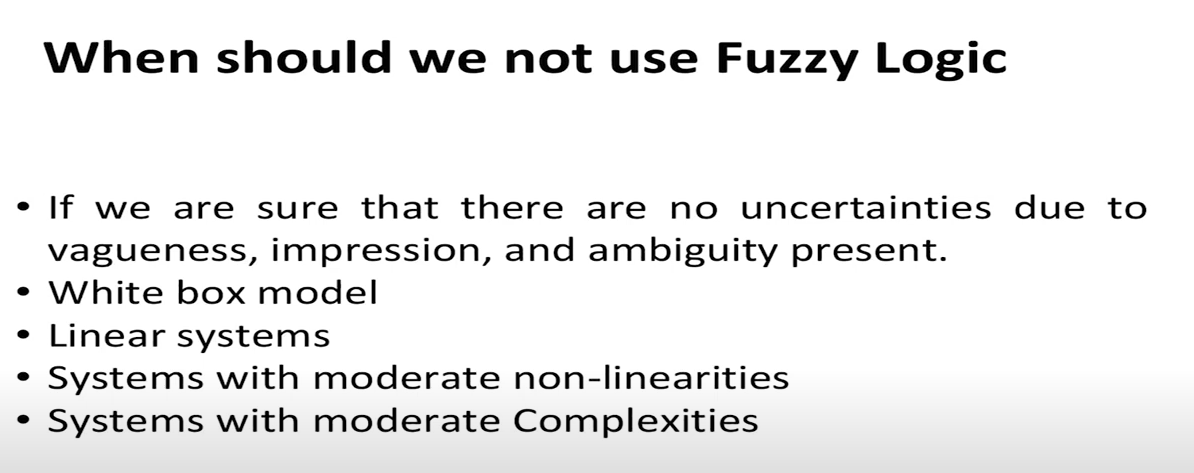 When should we not use Fuzzy Logic
• If we are sure that there are no uncertainties due to
vagueness, impression, and ambiguity present.
• White box model
• Linear systems
• Systems with moderate non-linearities
• Systems with moderate Complexities